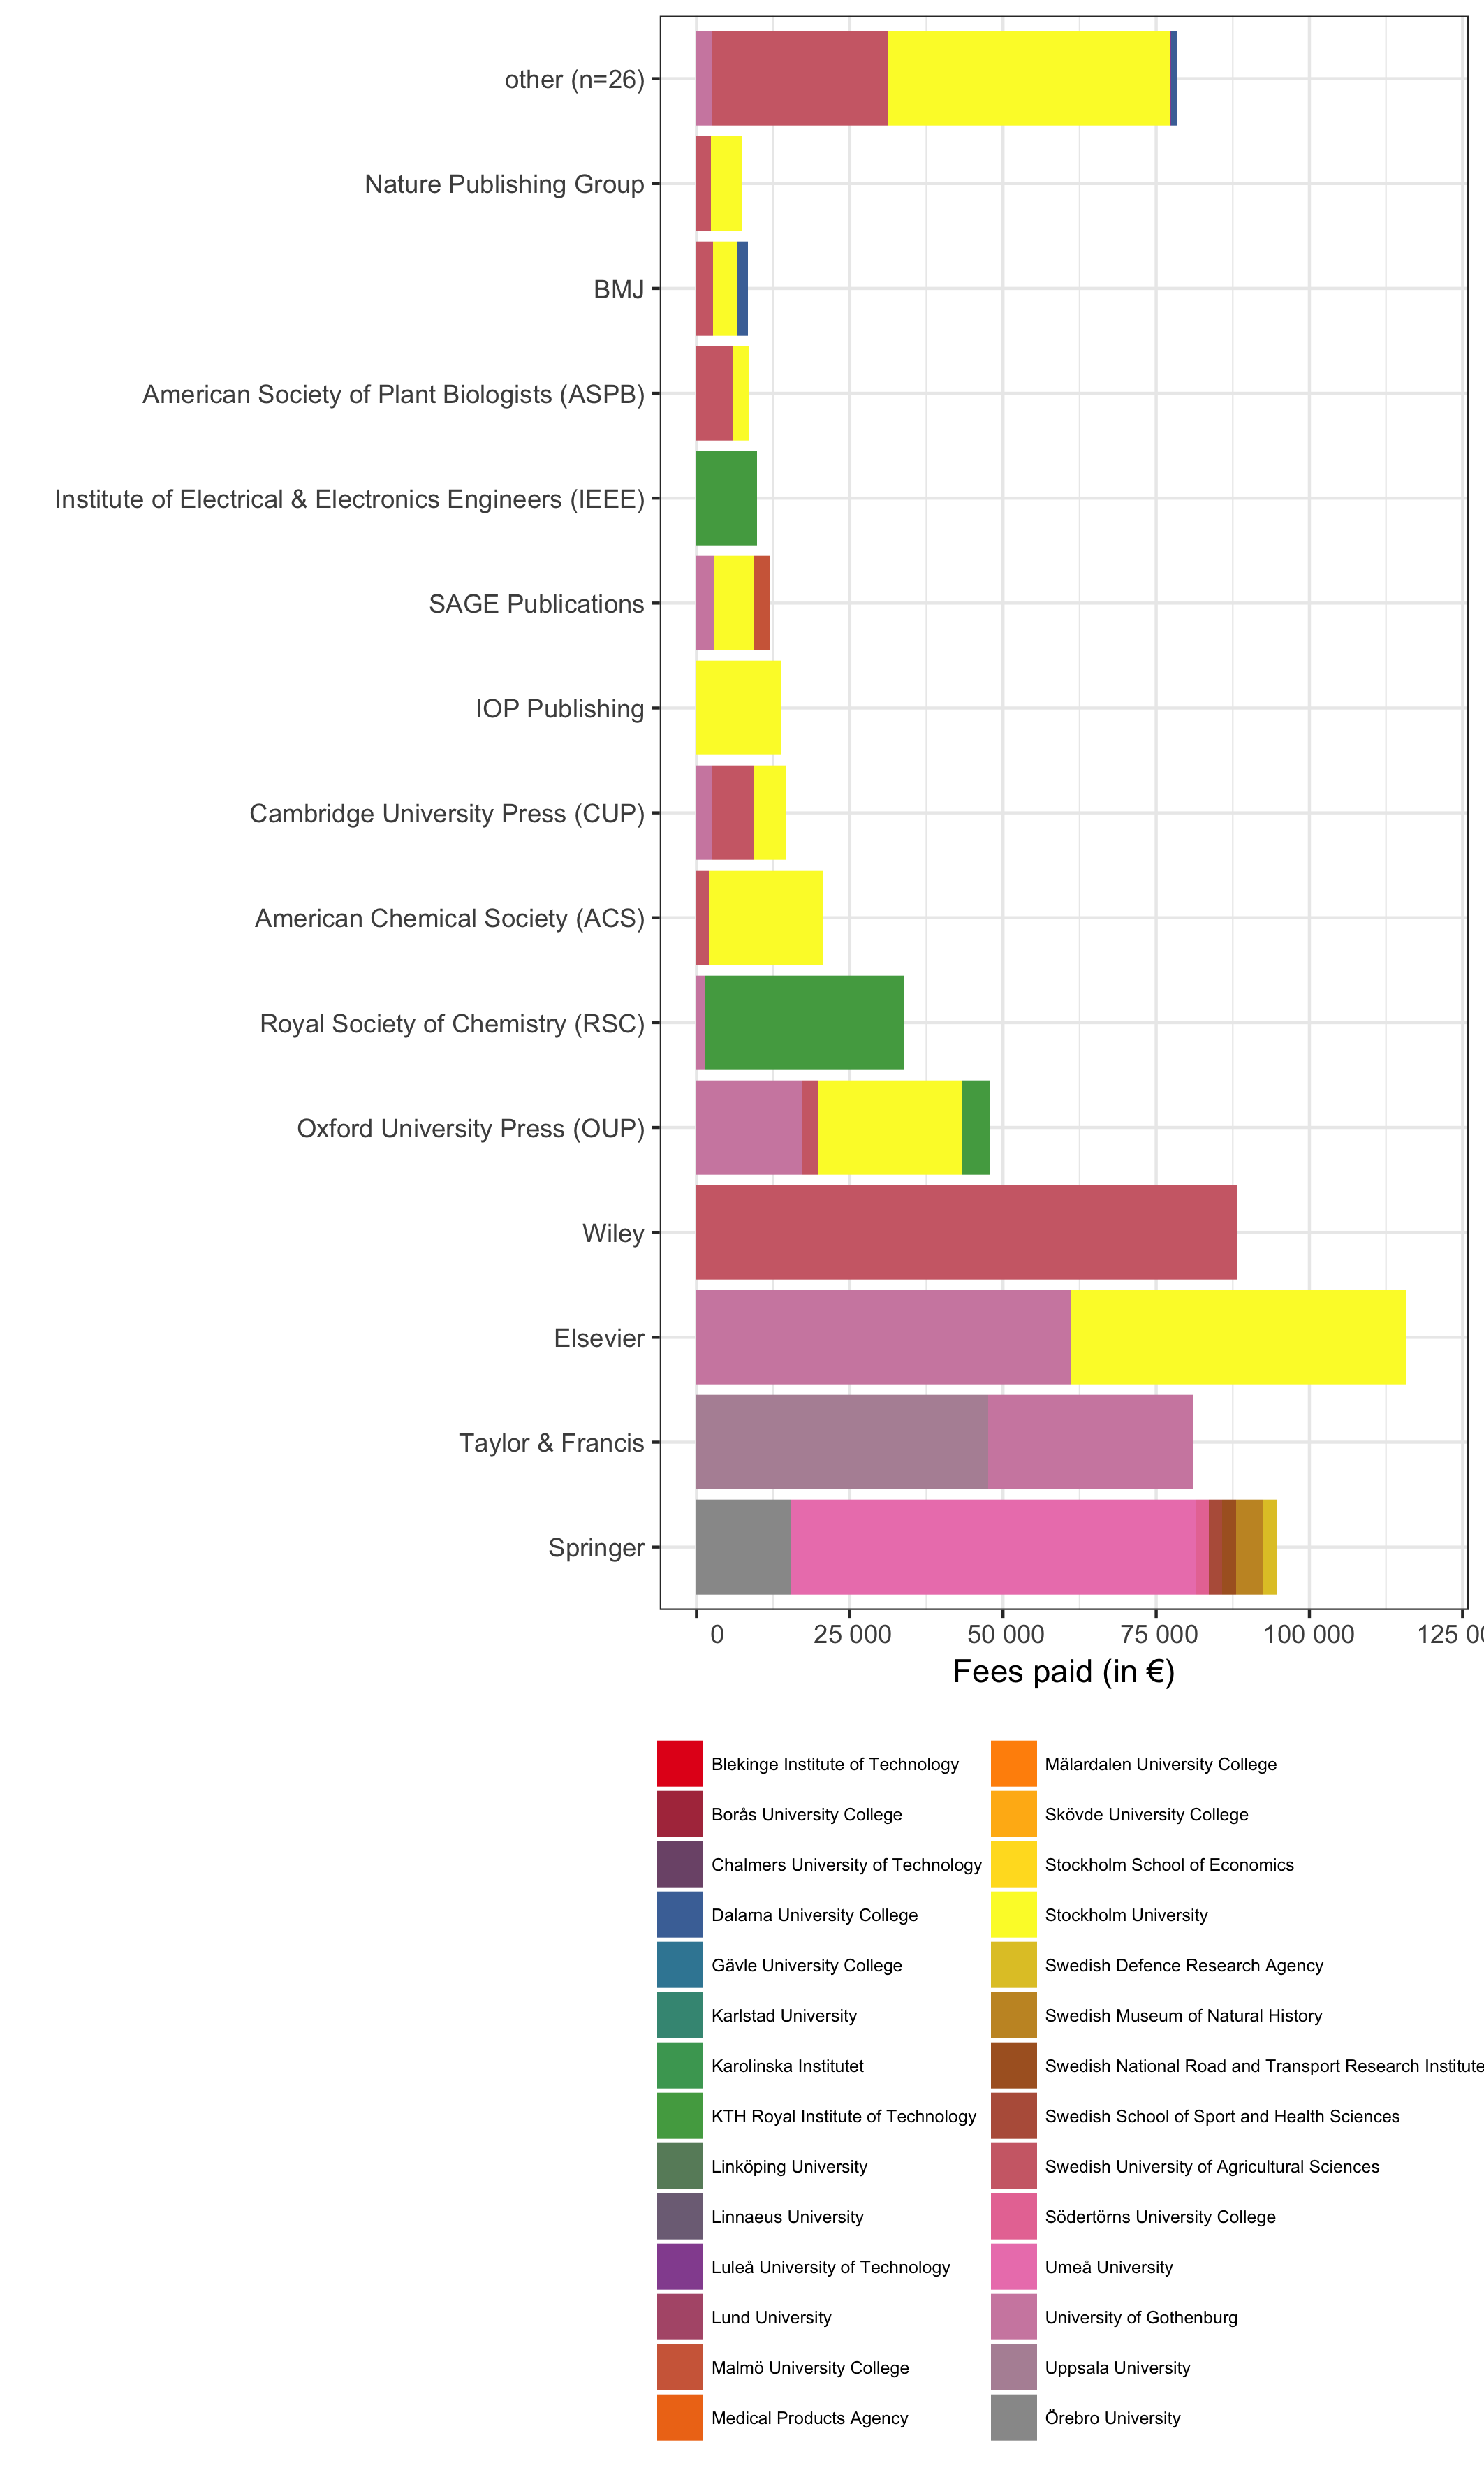 other (n=26)
Nature Publishing Group
BMJ
American Society of Plant Biologists (ASPB)
Institute of Electrical & Electronics Engineers (IEEE)
SAGE Publications
IOP Publishing
Cambridge University Press (CUP)
American Chemical Society (ACS)
Royal Society of Chemistry (RSC)
Oxford University Press (OUP)
Wiley
Elsevier
Taylor & Francis
Springer
0 25 000 50 000 75 000 100 000 125 00
Fees paid (in €)
Blekinge Institute of Technology
Borås University College
Chalmers University of Technology
Dalarna University College
Gävle University College
Karlstad University
Karolinska Institutet
KTH Royal Institute of Technology
Linköping University
Linnaeus University
Luleå University of Technology
Lund University
Malmö University College
Medical Products Agency
Mälardalen University College
Skövde University College
Stockholm School of Economics
Stockholm University
Swedish Defence Research Agency
Swedish Museum of Natural History
Swedish National Road and Transport Research Institute
Swedish School of Sport and Health Sciences
Swedish University of Agricultural Sciences
Södertörns University College
Umeå University
University of Gothenburg
Uppsala University
Örebro University